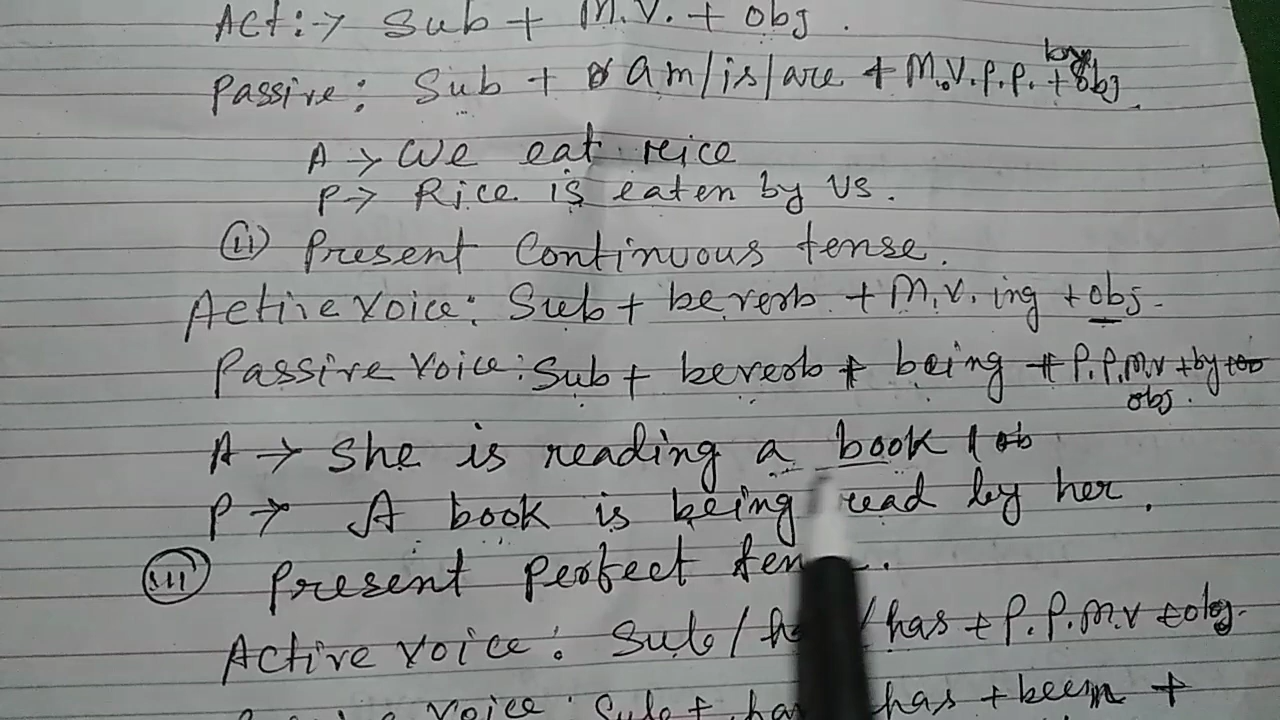 Act:→ Sub + M.V. + obj.
Passive: Sub + am/is/are + M.V.P.P. + by obj.
A → We eat reice
P → Rice is eaten by us.
(ii) Present Continuous tense.
Active Voice: Sub + be verb + M.V. ing + obj.
Passive Voice: Sub + be verb + being + P.P.M.V + by + obj.
A → She is reading a book
P → A book is being read by her.
(iii) Present Perfect
Active Voice: Sub / /has + P.P.M.V + obj.
Voice: Sub + has + been +